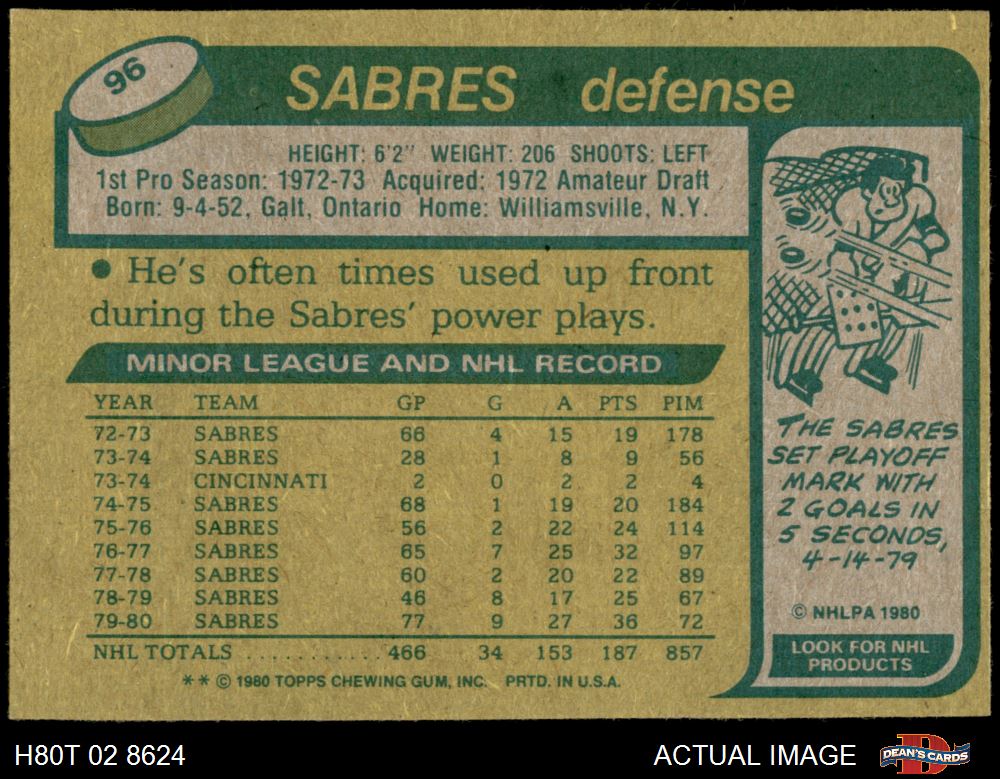 96
SABRES defense
HEIGHT: 6'2" WEIGHT: 206 SHOOTS: LEFT
1st Pro Season: 1972-73 Acquired: 1972 Amateur Draft
Born: 9-4-52, Galt, Ontario Home: Williamsville, N.Y.
• He's often times used up front
during the Sabres' power plays.
MINOR LEAGUE AND NHL RECORD
YEAR TEAM GP G A PTS PIM
72-73 SABRES 66 4 15 19 178
73-74 SABRES 28 1 8 9 56
73-74 CINCINNATI 2 0 2 2 4
74-75 SABRES 68 1 19 20 184
75-76 SABRES 56 2 22 24 114
76-77 SABRES 65 7 25 32 97
77-78 SABRES 60 2 20 22 89
78-79 SABRES 46 8 17 25 67
79-80 SABRES 77 9 27 36 72
NHL TOTALS .......... 466 34 153 187 857
** © 1980 TOPPS CHEWING GUM, INC. PRTD. IN U.S.A.
THE SABRES
SET PLAYOFF
MARK WITH
2 GOALS IN
5 SECONDS,
4-14-79
© NHLPA 1980
LOOK FOR NHL
PRODUCTS
H80T 02 8624
ACTUAL IMAGE
DEAN'S CARDS